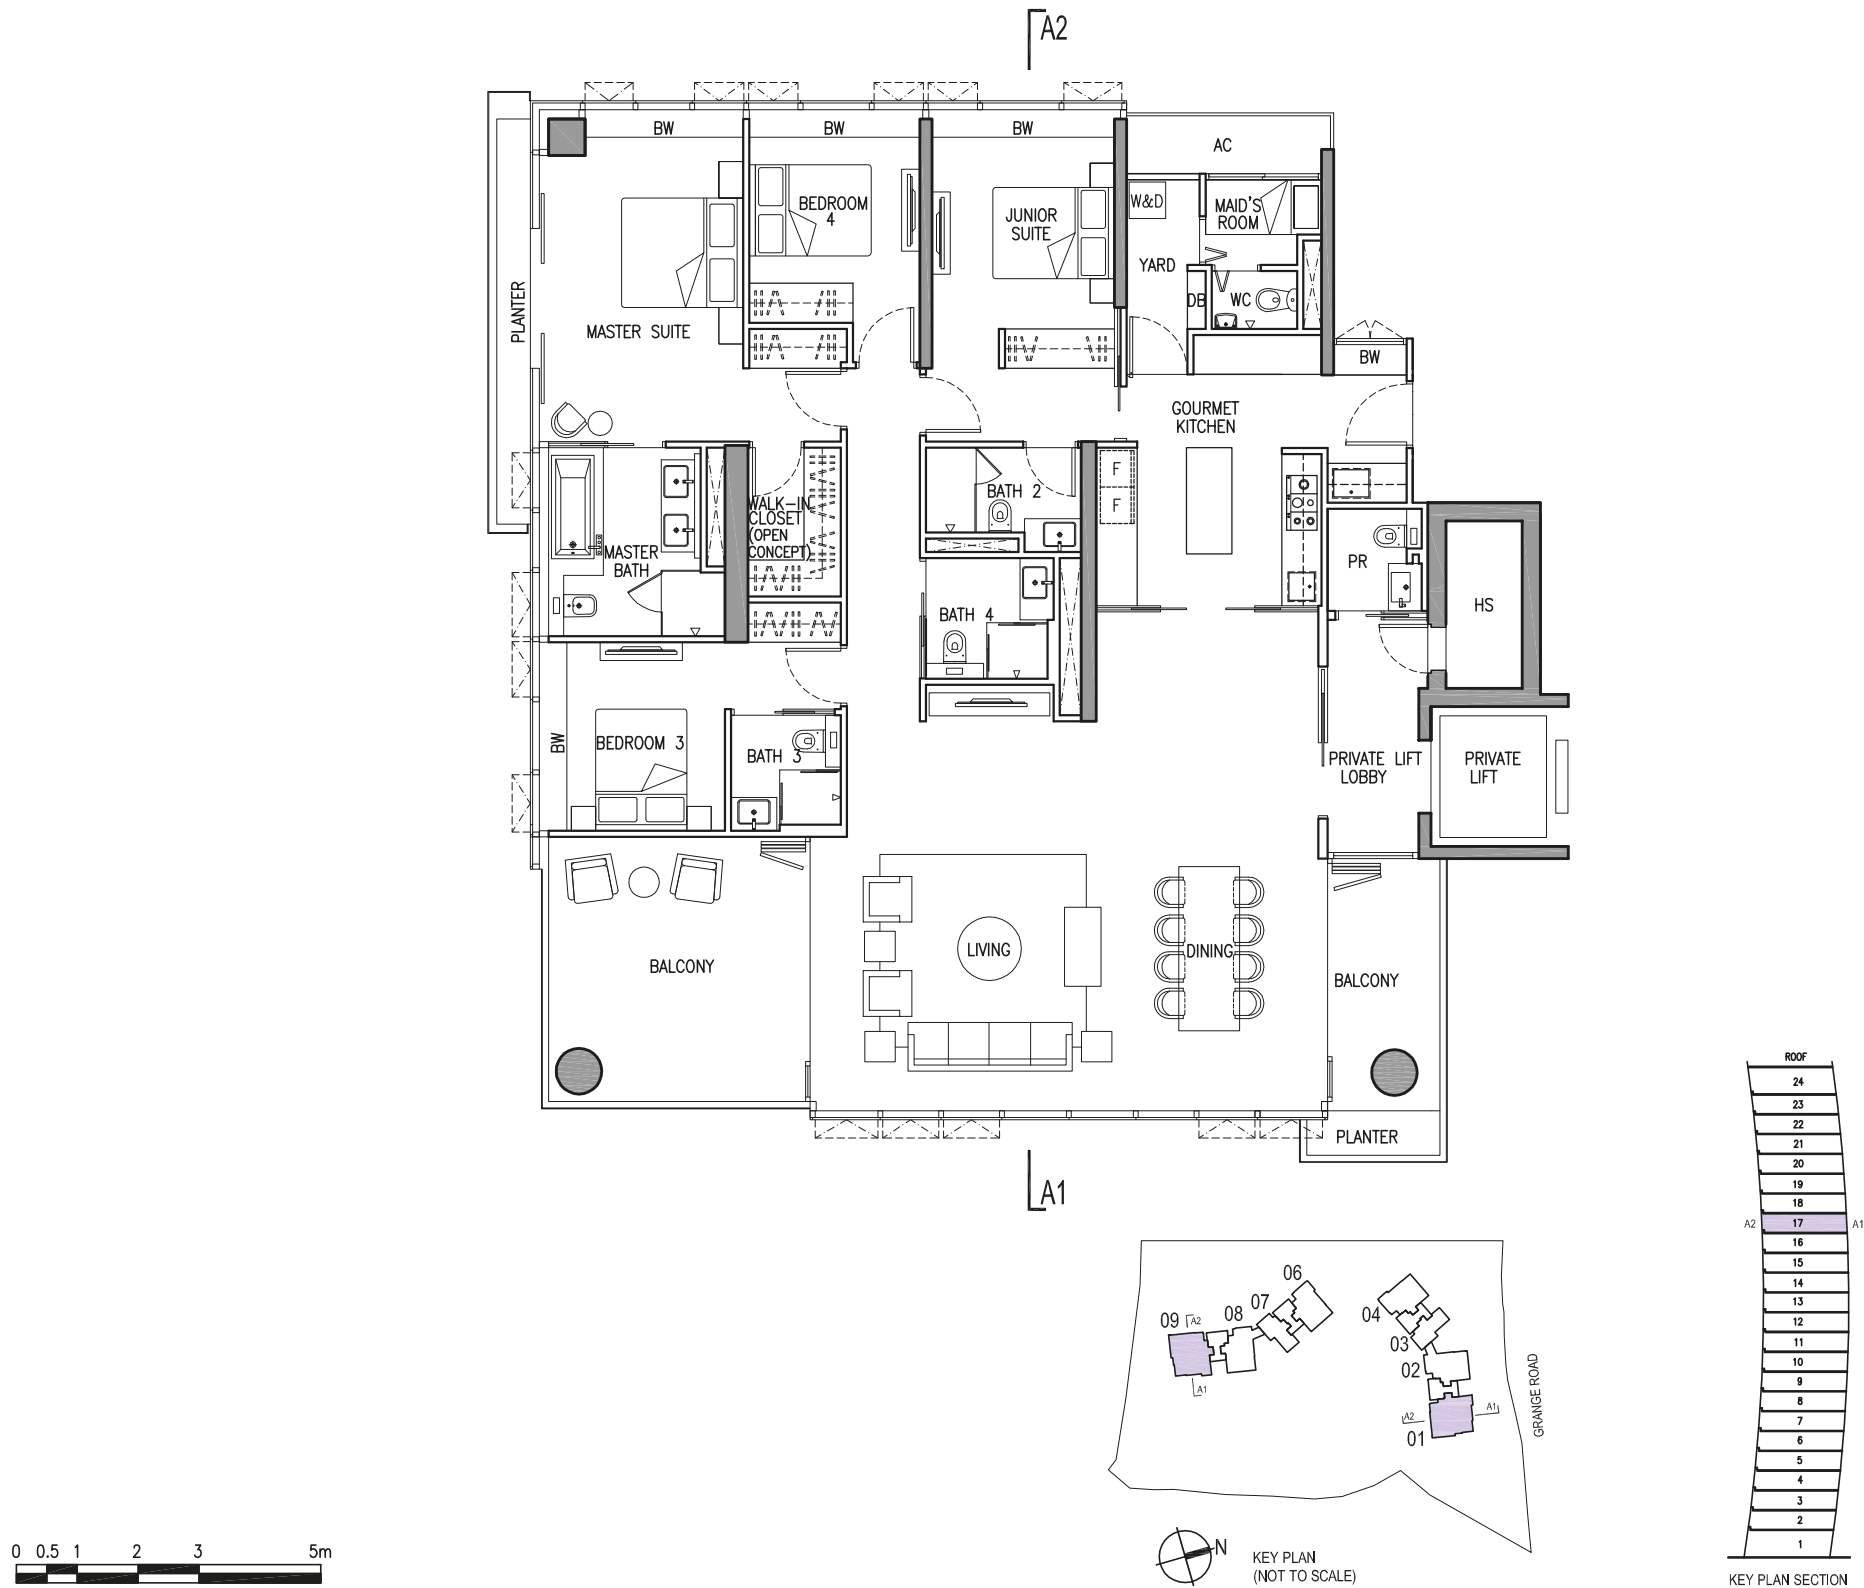 A2
BW
BW
BW
AC
BEDROOM
4
JUNIOR
SUITE
W&D
MAID'S
ROOM
YARD
DB
WC
PLANTER
MASTER SUITE
BW
GOURMET
KITCHEN
F
F
BATH 2
WALK-IN
CLOSET
(OPEN
CONCEPT)
MASTER
BATH
PR
HS
BATH 4
BW
BEDROOM 3
BATH 3
PRIVATE LIFT
LOBBY
PRIVATE
LIFT
LIVING
DINING
BALCONY
BALCONY
PLANTER
A1
ROOF
24
23
22
21
20
19
18
A2
17
A1
16
15
14
13
12
11
10
9
8
7
6
5
4
3
2
1
KEY PLAN SECTION
06
07
08
09
A2
A1
04
03
02
A2
A1
01
GRANGE ROAD
N
KEY PLAN
(NOT TO SCALE)
0 0.5 1 2 3 5m